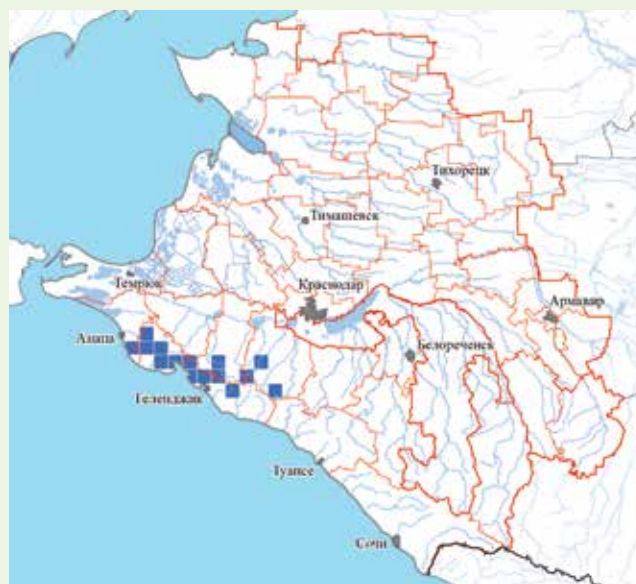 Тихорецк
Тимашевск
Темрюк
Краснодар
Армавир
Анапа
Белореченск
Геленджик
Туапсе
Сочи